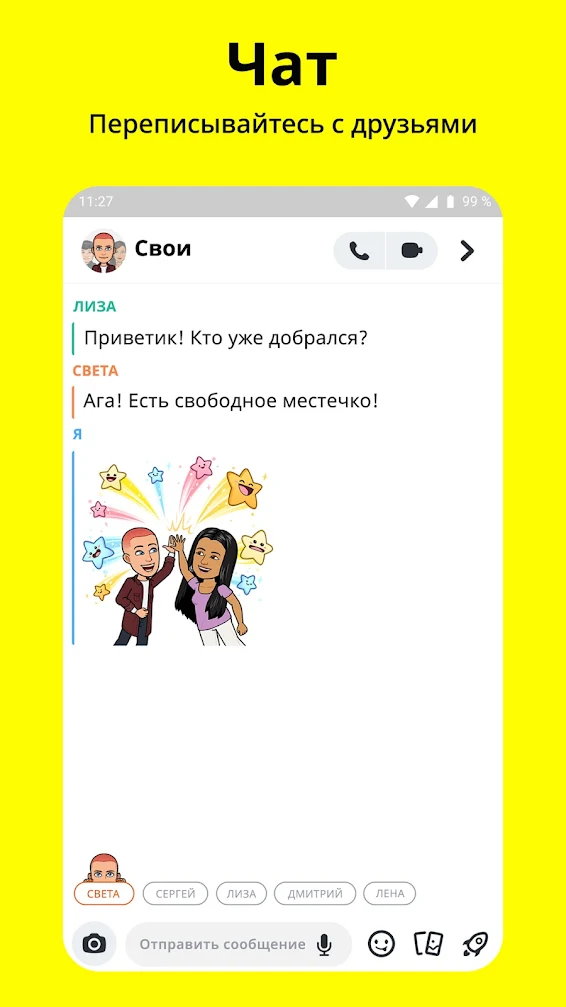 Чат
Переписывайтесь с друзьями
11:27 99 %
Свои
ЛИЗА
Приветик! Кто уже добрался?
СВЕТА
Ага! Есть свободное местечко!
Я
СВЕТА СЕРГЕЙ ЛИЗА ДМИТРИЙ ЛЕНА
Отправить сообщение